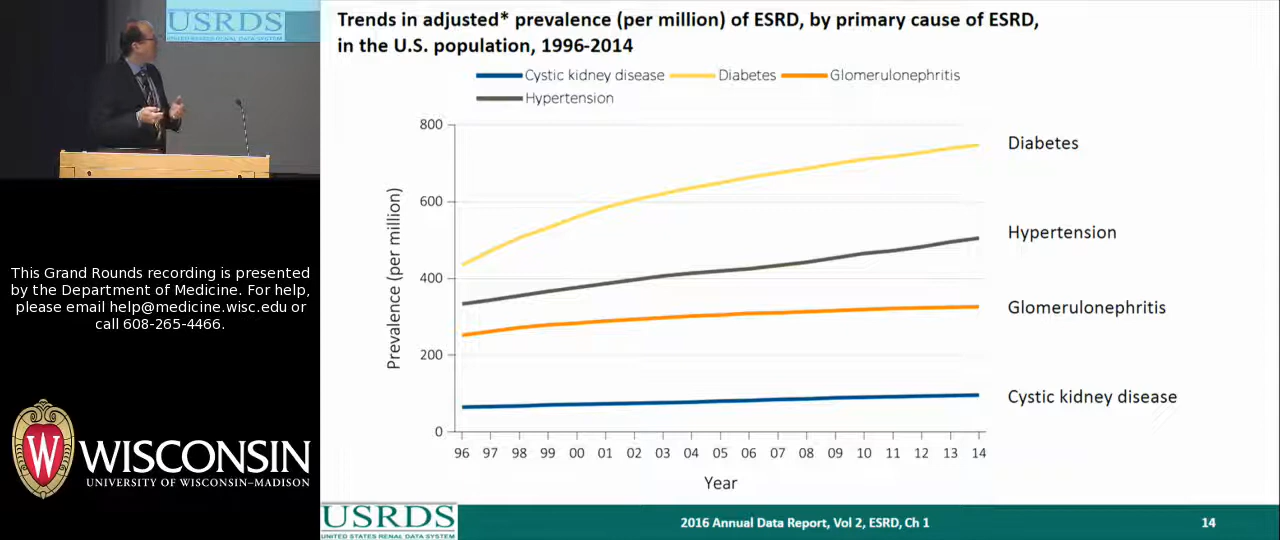 USRDS
UNITED STATES RENAL DATA SYSTEM
Trends in adjusted* prevalence (per million) of ESRD, by primary cause of ESRD,
in the U.S. population, 1996-2014
Cystic kidney disease
Diabetes
Glomerulonephritis
Hypertension
Prevalence (per million)
800
600
400
200
0
Diabetes
Hypertension
Glomerulonephritis
Cystic kidney disease
96 97 98 99 00 01 02 03 04 05 06 07 08 09 10 11 12 13 14
Year
This Grand Rounds recording is presented
by the Department of Medicine. For help,
please email help@medicine.wisc.edu or
call 608-265-4466.
W
WISCONSIN
UNIVERSITY OF WISCONSIN–MADISON
USRDS
UNITED STATES RENAL DATA SYSTEM
2016 Annual Data Report, Vol 2, ESRD, Ch 1
14